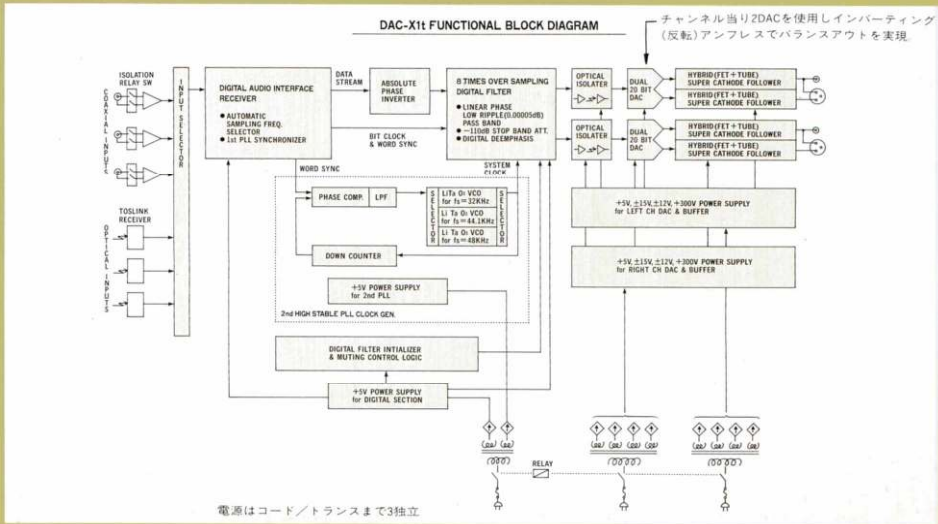 DAC-X1t FUNCTIONAL BLOCK DIAGRAM
チャンネル当り2DACを使用しインバーティング
(反転)アンプレスでバランスアウトを実現
ISOLATION
RELAY SW
COAXIAL INPUTS
TOSLINK
RECEIVER
OPTICAL INPUTS
INPUT SELECTOR
DIGITAL AUDIO INTERFACE
RECEIVER
● AUTOMATIC
SAMPLING FREQ.
SELECTOR
● 1st PLL SYNCHRONIZER
DATA
STREAM
ABSOLUTE
PHASE
INVERTER
BIT CLOCK
& WORD SYNC
8 TIMES OVER SAMPLING
DIGITAL FILTER
● LINEAR PHASE
LOW RIPPLE(0.00005dB)
PASS BAND
● −110dB STOP BAND ATT.
● DIGITAL DEEMPHASIS
SYSTEM
CLOCK
WORD SYNC
OPTICAL
ISOLATER
OPTICAL
ISOLATER
DUAL
20 BIT
DAC
DUAL
20 BIT
DAC
HYBRID(FET+TUBE)
SUPER CATHODE FOLLOWER
HYBRID(FET+TUBE)
SUPER CATHODE FOLLOWER
HYBRID(FET+TUBE)
SUPER CATHODE FOLLOWER
HYBRID(FET+TUBE)
SUPER CATHODE FOLLOWER
PHASE COMP.
LPF
SELECTOR
LiTa O3 VCO
for fs=32KHz
Li Ta O3 VCO
for fs=44.1KHz
Li Ta O3 VCO
for fs=48KHz
SELECTOR
DOWN COUNTER
+5V POWER SUPPLY
for 2nd PLL
2nd HIGH STABLE PLL CLOCK GEN.
+5V, ±15V, ±12V, +300V POWER SUPPLY
for LEFT CH DAC & BUFFER
+5V, ±15V, ±12V, +300V POWER SUPPLY
for RIGHT CH DAC & BUFFER
DIGITAL FILTER INTIALIZER
& MUTING CONTROL LOGIC
+5V POWER SUPPLY
for DIGITAL SECTION
RELAY
電源はコード/トランスまで3独立